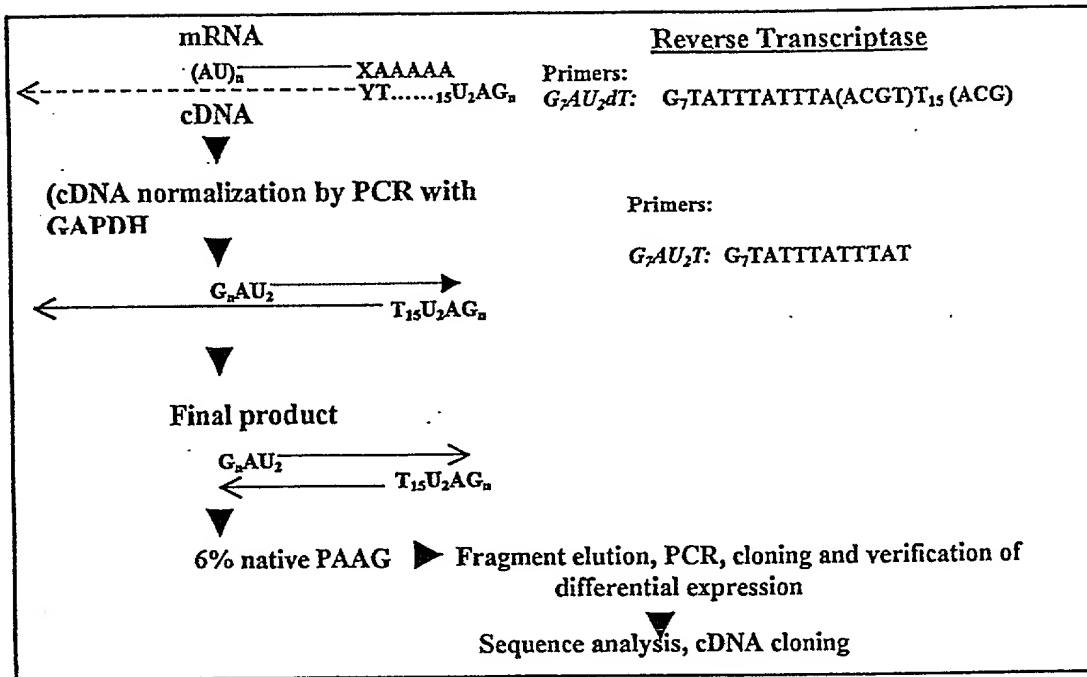 mRNA
Reverse Transcriptase
(AU)n XAAAAA
Primers:
YT......15U2AGn
G7AU2dT: G7TATTTATTTA(ACGT)T15 (ACG)
cDNA
(cDNA normalization by PCR with
GAPDH
Primers:
G7AU2T: G7TATTTATTTAT
GnAU2
T15U2AGn
Final product
GnAU2
T15U2AGn
6% native PAAG
Fragment elution, PCR, cloning and verification of
differential expression
Sequence analysis, cDNA cloning